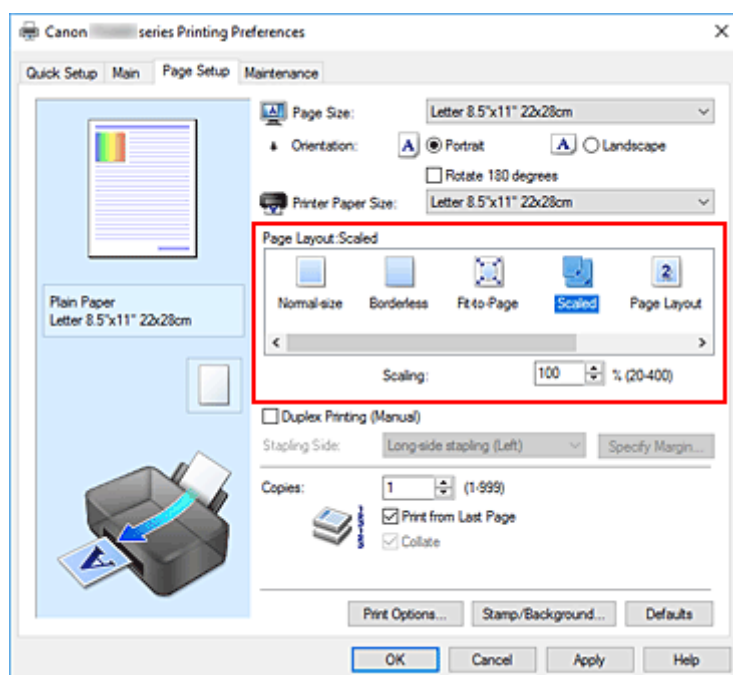 Canon series Printing Preferences
Quick Setup Main Page Setup Maintenance
Page Size: Letter 8.5"x11" 22x28cm
Orientation: A Portrait A Landscape
Rotate 180 degrees
Printer Paper Size: Letter 8.5"x11" 22x28cm
Page Layout:Scaled
Normal-size Borderless Fit-to-Page Scaled Page Layout
2
Plain Paper
Letter 8.5"x11" 22x28cm
Scaling: 100 % (20-400)
Duplex Printing (Manual)
Stapling Side: Long-side stapling (Left) Specify Margin...
Copies: 1 (1-999)
Print from Last Page
Collate
A
Print Options... Stamp/Background... Defaults
OK Cancel Apply Help